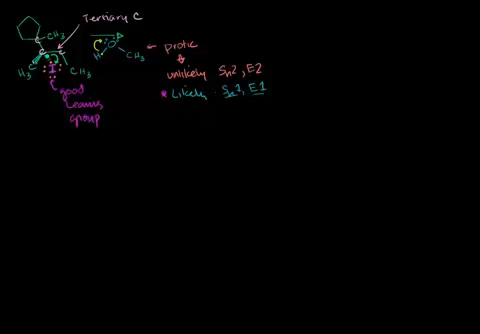 Tertiary C
CH3
C
C
H
O
CH3
← protic
C
H3C
I
CH3
unlikely SN2, E2
* Likely : SN1, E1
good
leaving
group